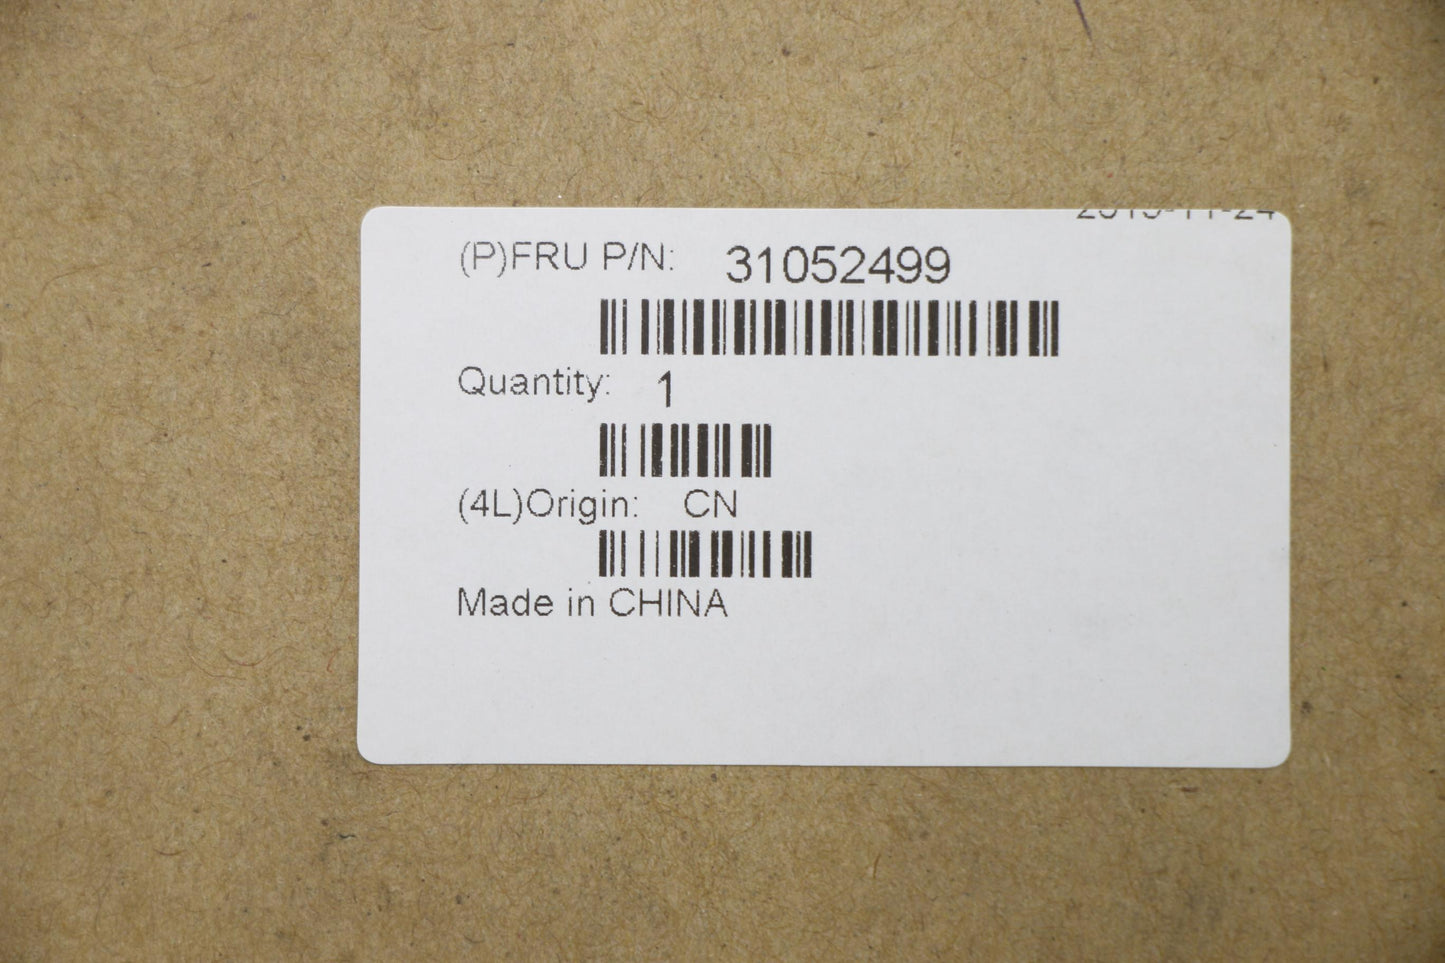 (P)FRU P/N: 31052499
Quantity: 1
(4L)Origin: CN
Made in CHINA